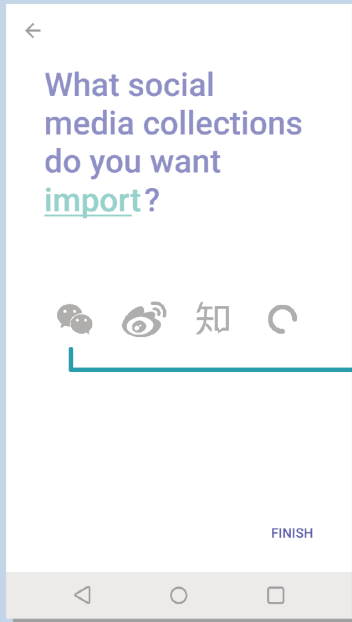 What social
media collections
do you want
import?
知
FINISH